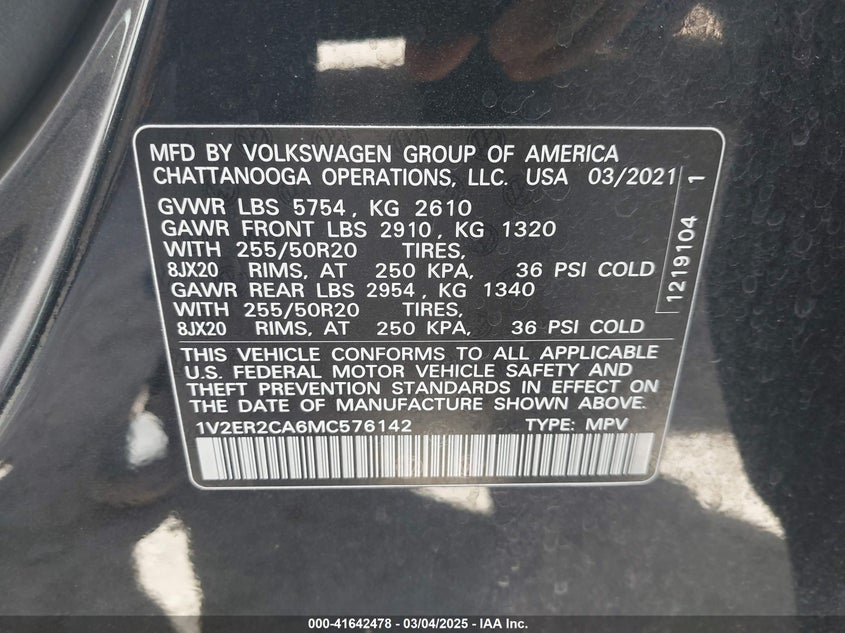 MFD BY VOLKSWAGEN GROUP OF AMERICA
CHATTANOOGA OPERATIONS, LLC. USA 03/2021
GVWR LBS 5754, KG 2610
GAWR FRONT LBS 2910, KG 1320
WITH 255/50R20 TIRES,
8JX20 RIMS, AT 250 KPA, 36 PSI COLD
GAWR REAR LBS 2954, KG 1340
WITH 255/50R20 TIRES,
8JX20 RIMS, AT 250 KPA, 36 PSI COLD
1219104 1
THIS VEHICLE CONFORMS TO ALL APPLICABLE
U.S. FEDERAL MOTOR VEHICLE SAFETY AND
THEFT PREVENTION STANDARDS IN EFFECT ON
THE DATE OF MANUFACTURE SHOWN ABOVE.
1V2ER2CA6MC576142 TYPE: MPV
000-41642478 - 03/04/2025 - IAA Inc.